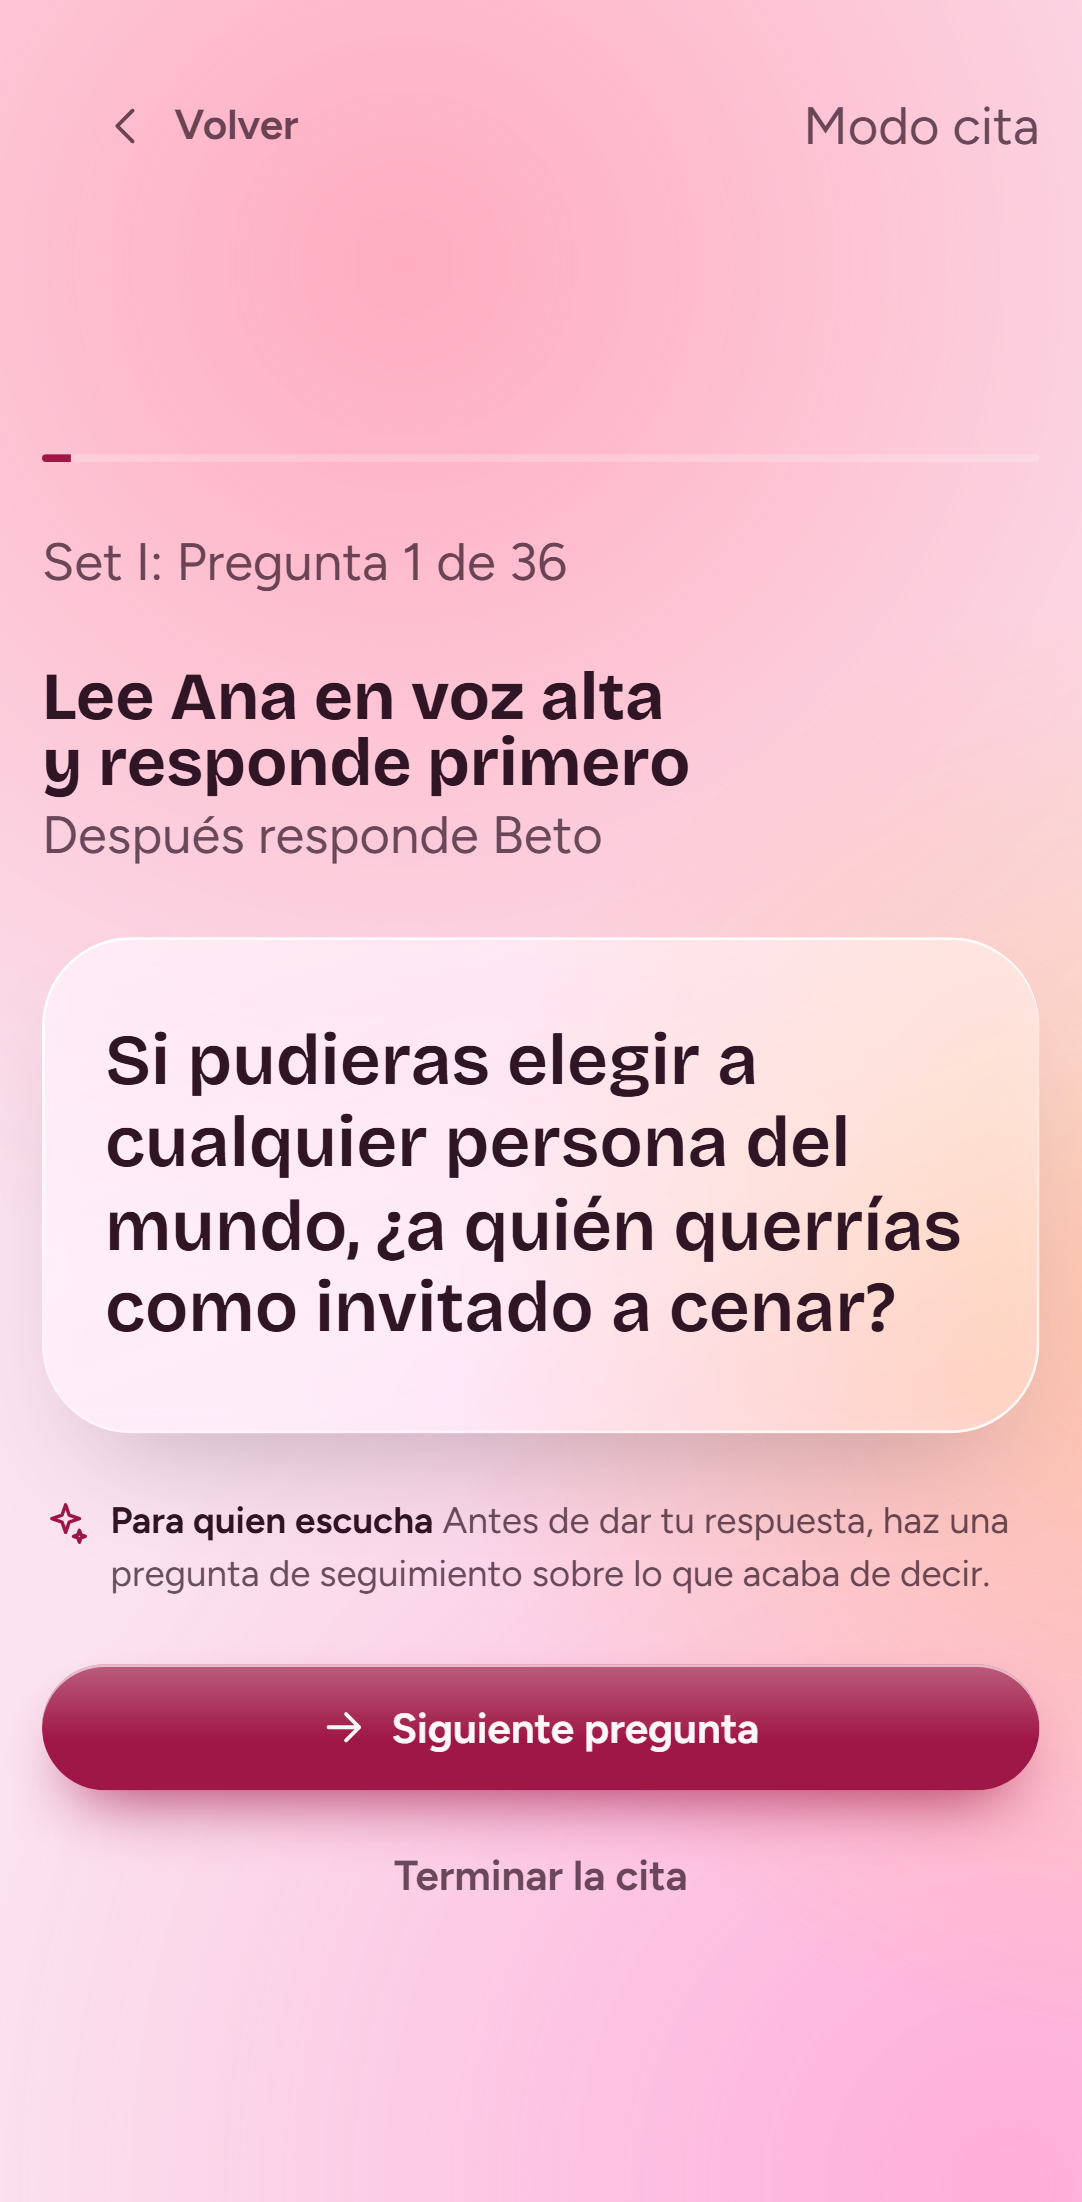 Volver
Modo cita
Set I: Pregunta 1 de 36
Lee Ana en voz alta
y responde primero
Después responde Beto
Si pudieras elegir a
cualquier persona del
mundo, ¿a quién querrías
como invitado a cenar?
Para quien escucha Antes de dar tu respuesta, haz una
pregunta de seguimiento sobre lo que acaba de decir.
Siguiente pregunta
Terminar la cita